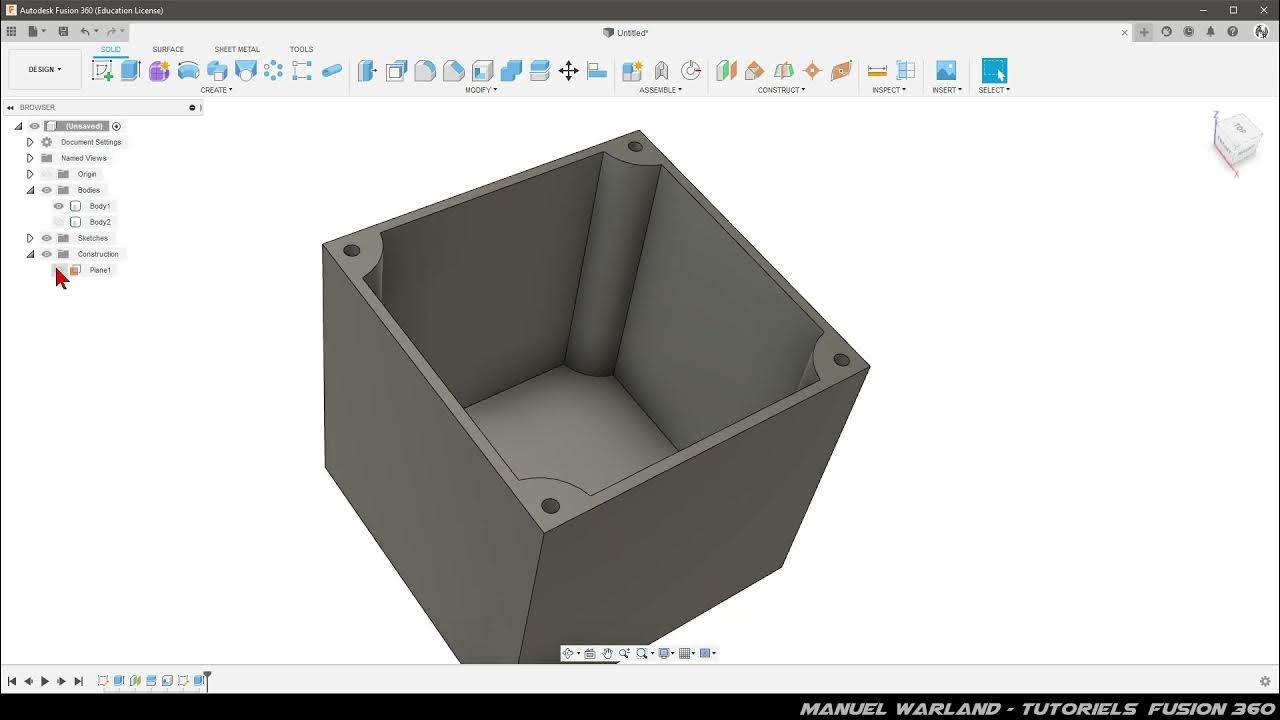 Autodesk Fusion 360 (Education License)
Untitled*
SOLID SURFACE SHEET METAL TOOLS
DESIGN
CREATE MODIFY ASSEMBLE CONSTRUCT INSPECT INSERT SELECT
BROWSER
(Unsaved)
Document Settings
Named Views
Origin
Bodies
Body1
Body2
Sketches
Construction
Plane1
Z
TOP
X
MANUEL WARLAND - TUTORIELS FUSION 360